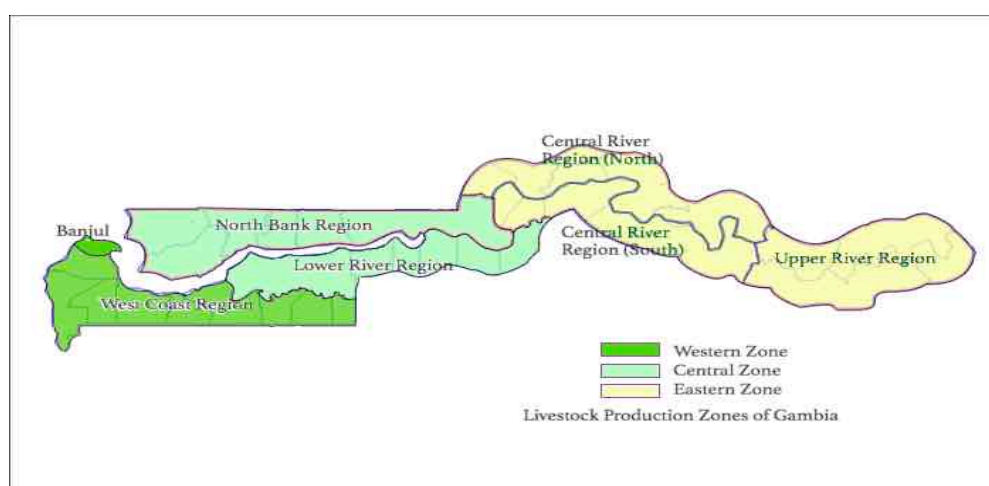 Central River
Region (North)
Banjul
North Bank Region
Central River
Region (South)
Lower River Region
Upper River Region
West Coast Region
Western Zone
Central Zone
Eastern Zone
Livestock Production Zones of Gambia